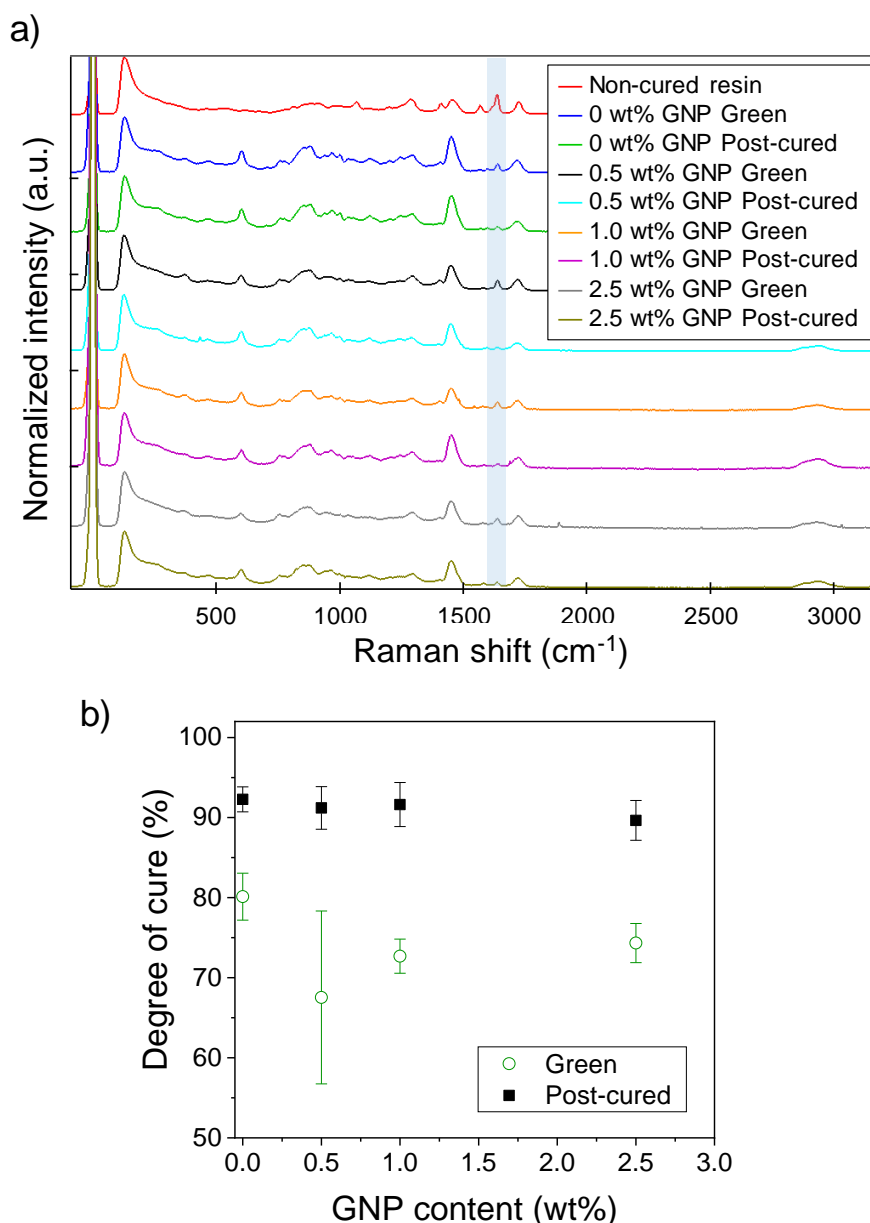 a)
Normalized intensity (a.u.)
Non-cured resin
0 wt% GNP Green
0 wt% GNP Post-cured
0.5 wt% GNP Green
0.5 wt% GNP Post-cured
1.0 wt% GNP Green
1.0 wt% GNP Post-cured
2.5 wt% GNP Green
2.5 wt% GNP Post-cured
500 1000 1500 2000 2500 3000
Raman shift (cm⁻¹)
b)
Degree of cure (%)
100
90
80
70
60
50
Green
Post-cured
0.0 0.5 1.0 1.5 2.0 2.5 3.0
GNP content (wt%)